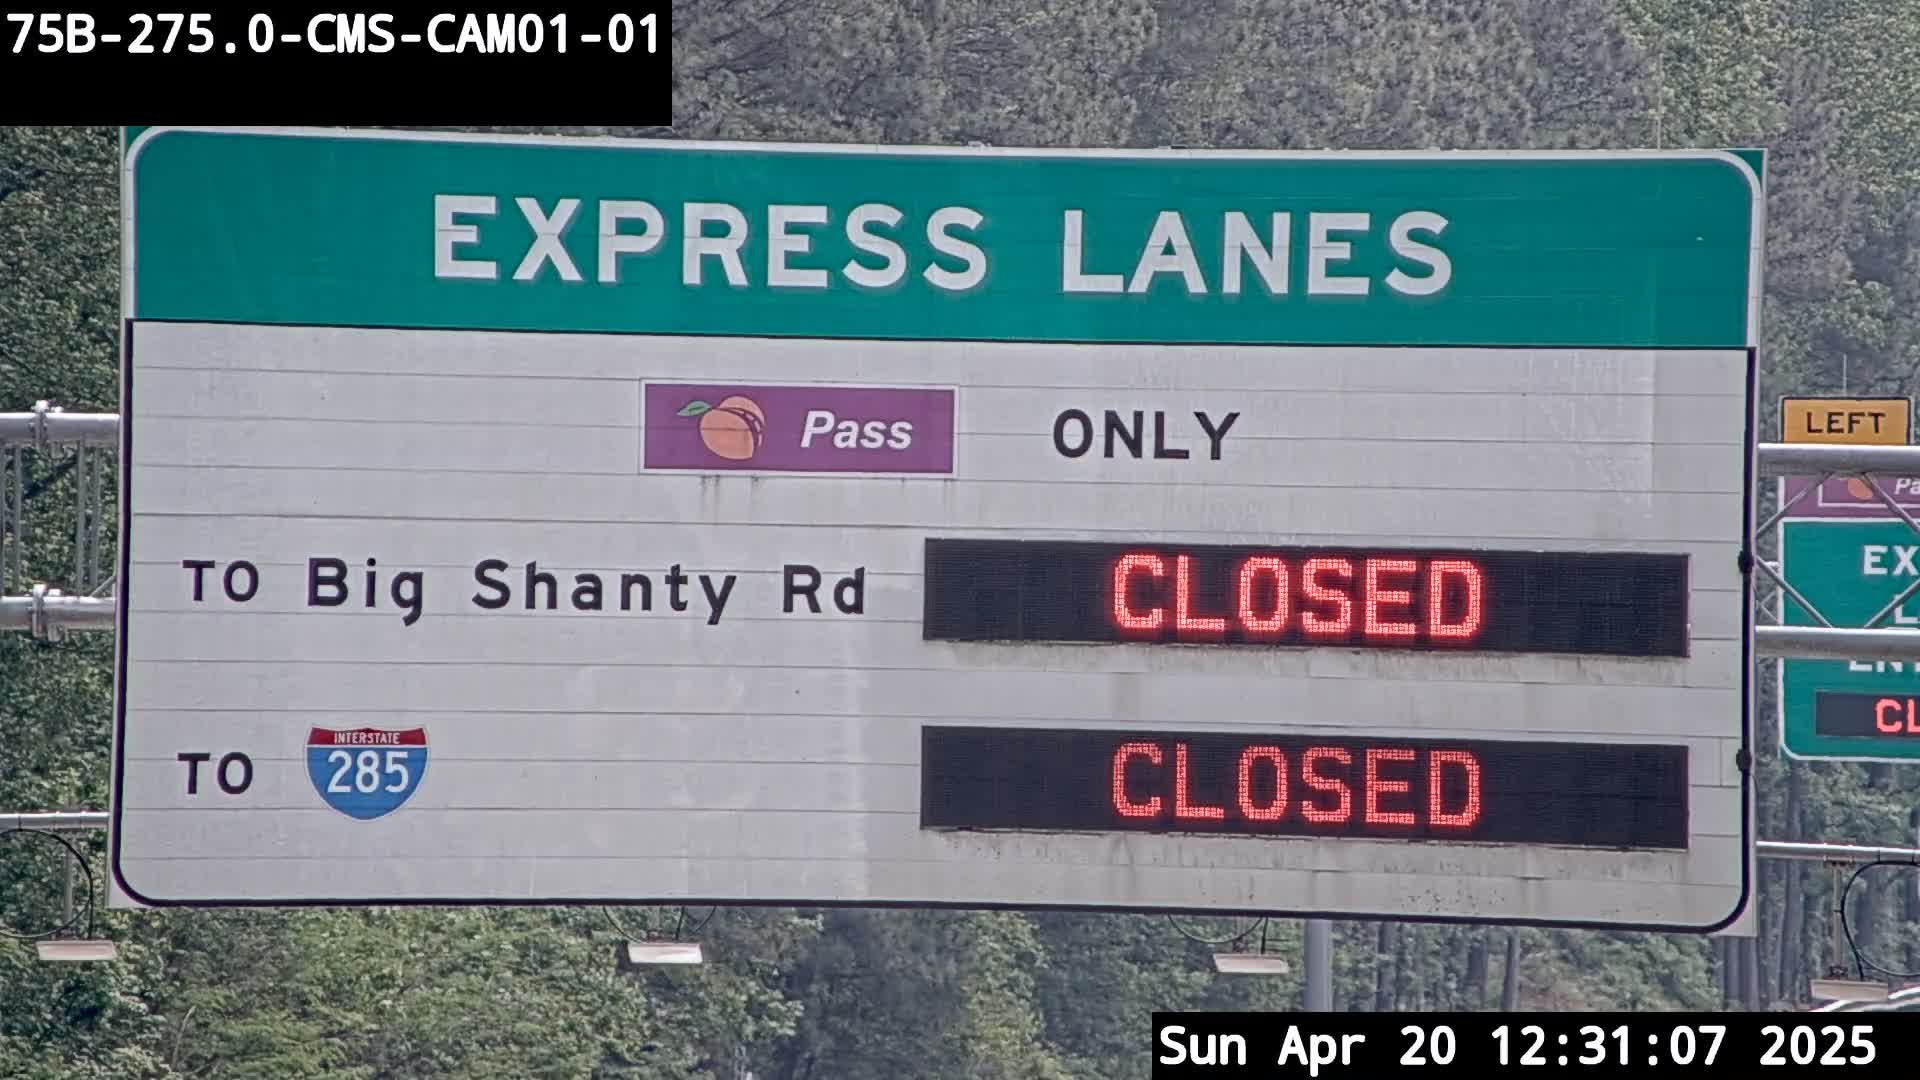 75B-275.0-CMS-CAM01-01
EXPRESS LANES
Pass ONLY
TO Big Shanty Rd CLOSED
TO INTERSTATE 285 CLOSED
LEFT
Sun Apr 20 12:31:07 2025